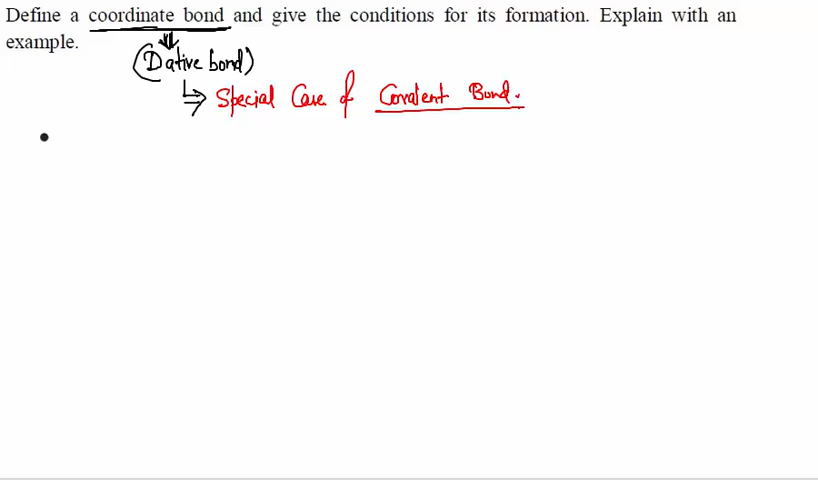 Define a coordinate bond and give the conditions for its formation. Explain with an
example.
(Dative bond)
Special Case of Covalent Bond.